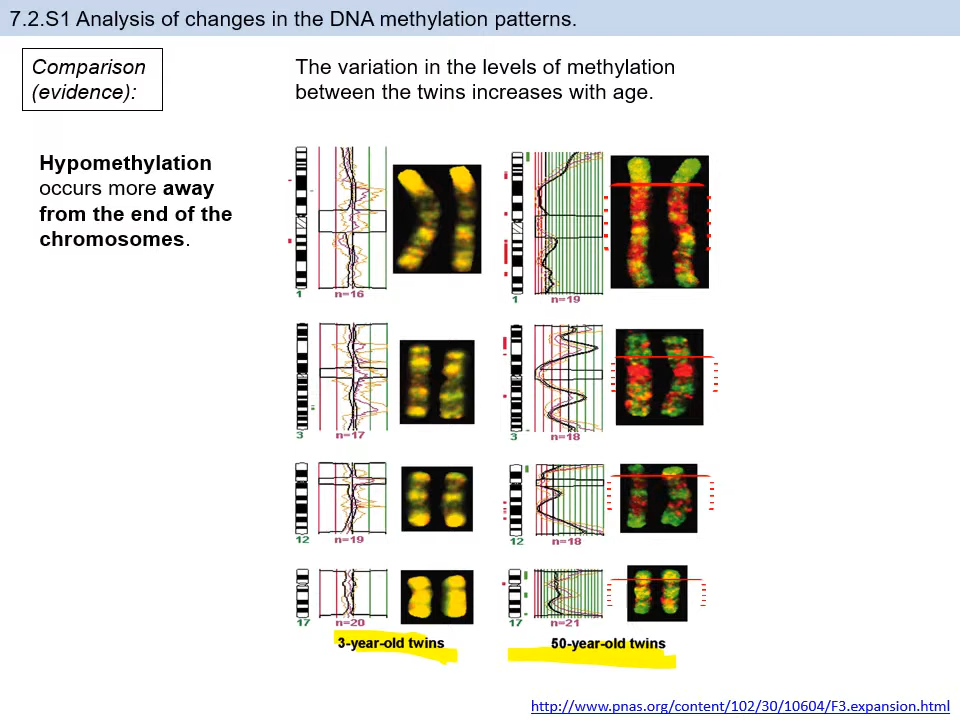 7.2.S1 Analysis of changes in the DNA methylation patterns.
Comparison
(evidence):
The variation in the levels of methylation
between the twins increases with age.
Hypomethylation
occurs more away
from the end of the
chromosomes.
1 n=16
1 n=19
3 n=17
3 n=18
12 n=19
12 n=18
17 n=20
17 n=21
3-year-old twins
50-year-old twins
http://www.pnas.org/content/102/30/10604/F3.expansion.html